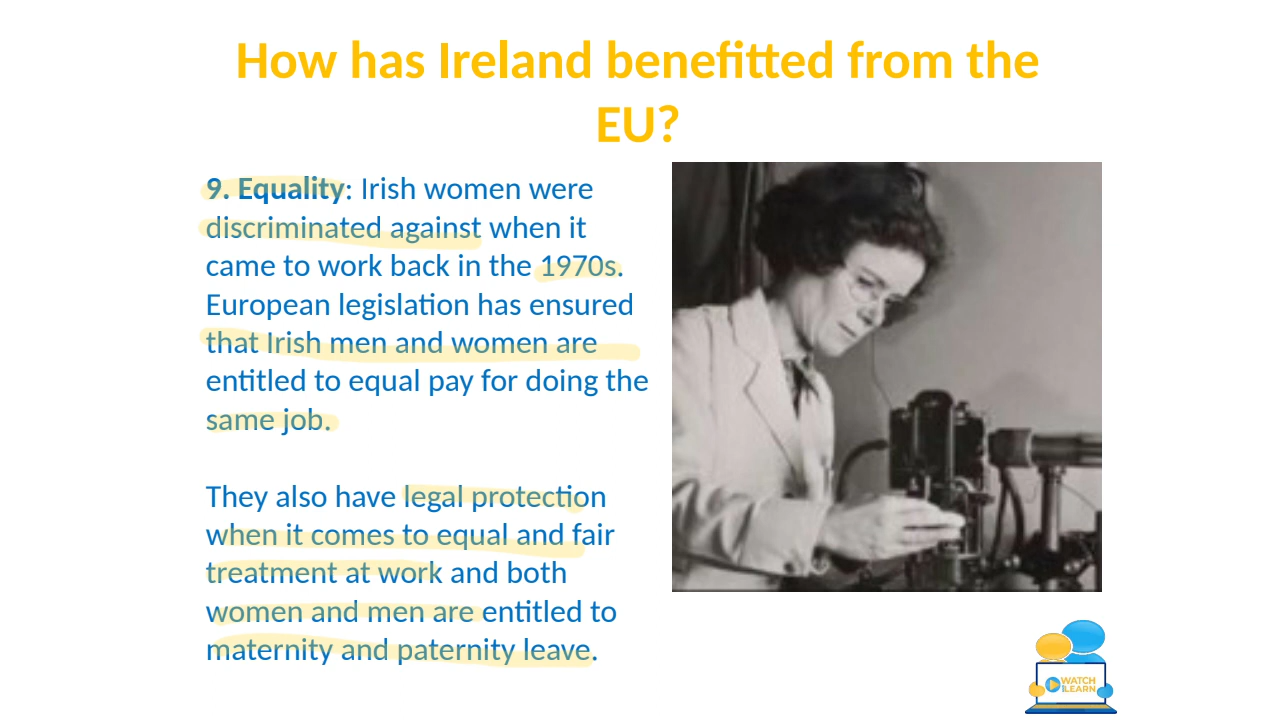 How has Ireland benefitted from the
EU?
9. Equality: Irish women were
discriminated against when it
came to work back in the 1970s.
European legislation has ensured
that Irish men and women are
entitled to equal pay for doing the
same job.
They also have legal protection
when it comes to equal and fair
treatment at work and both
women and men are entitled to
maternity and paternity leave.
WATCH
LEARN